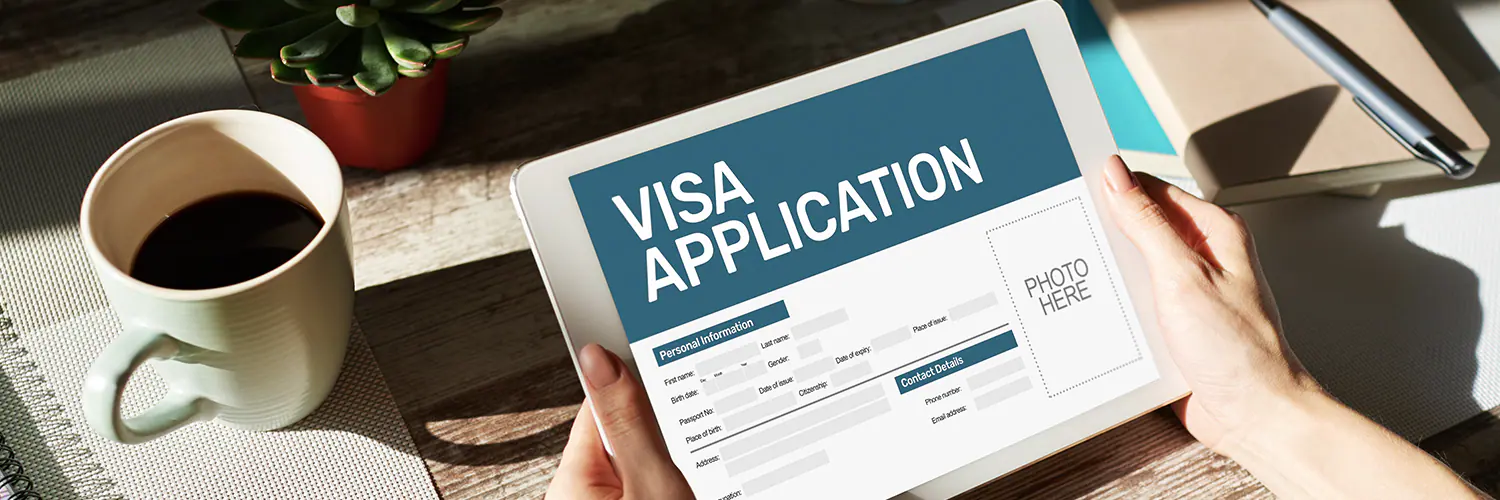 VISA
APPLICATION
PHOTO
HERE
Personal Information
First name:
Last name:
Birth date:
Gender:
Passport No:
Date of issue:
Date of expiry:
Place of issue:
Place of birth:
Citizenship:
Address:
Contact Details
Phone number:
Email address: